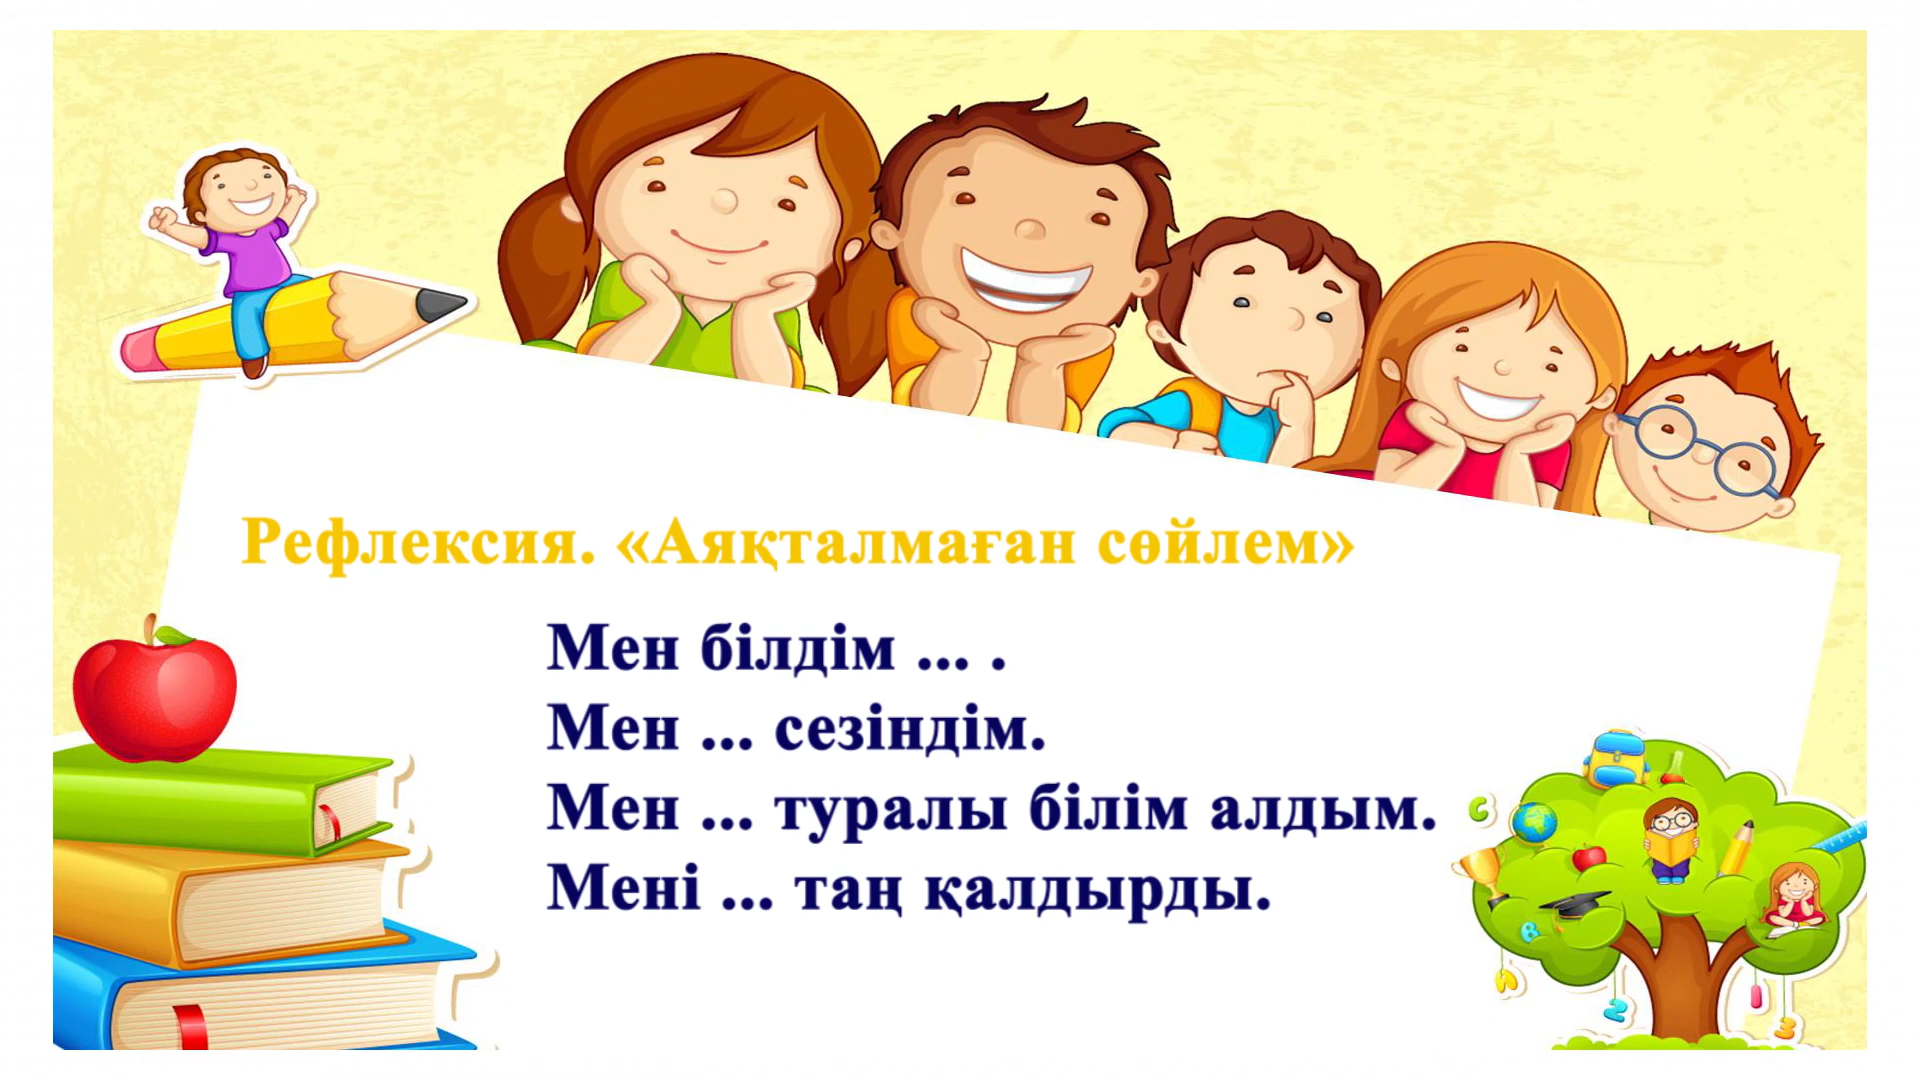 Рефлексия. «Аяқталмаған сөйлем»
Мен білдім ... .
Мен ... сезіндім.
Мен ... туралы білім алдым.
Мені ... таң қалдырды.